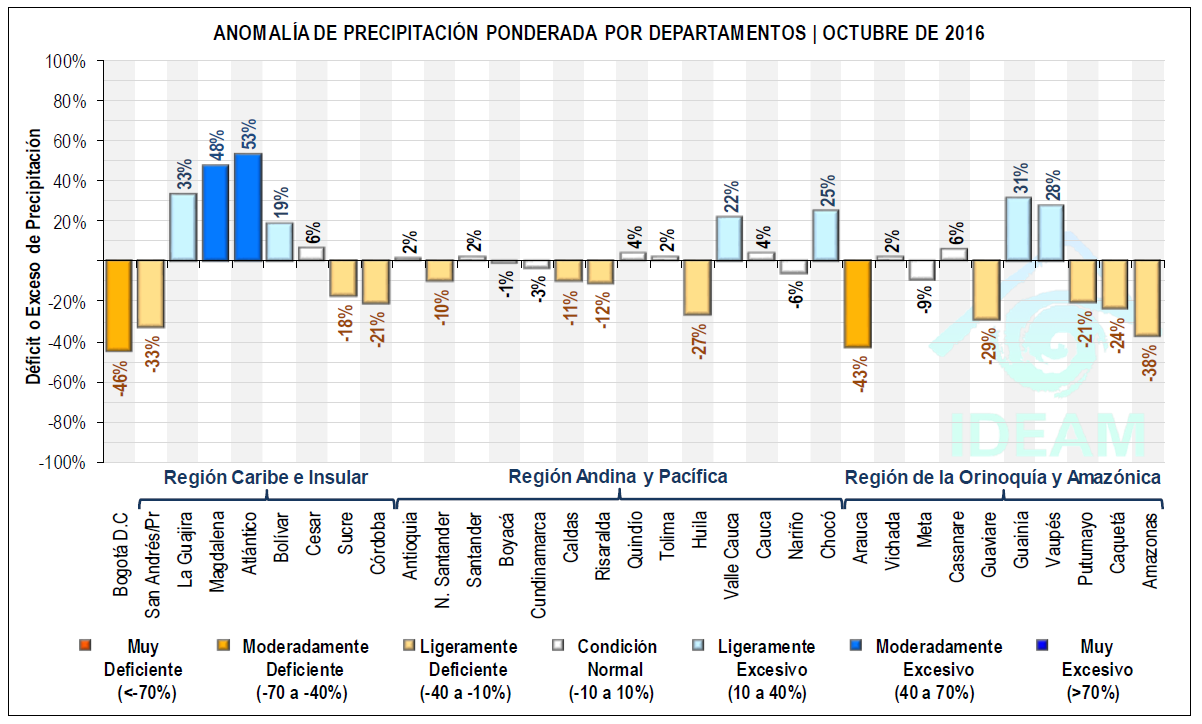 ANOMALÍA DE PRECIPITACIÓN PONDERADA POR DEPARTAMENTOS | OCTUBRE DE 2016
Déficit o Exceso de Precipitación
100%
80%
60%
40%
20%
-20%
-40%
-60%
-80%
-100%
-46%
-33%
33%
48%
53%
19%
6%
-18%
-21%
2%
-10%
2%
-1%
-3%
-11%
-12%
4%
2%
-27%
22%
4%
-6%
25%
-43%
2%
-9%
6%
-29%
31%
28%
-21%
-24%
-38%
IDEAM
Región Caribe e Insular
Región Andina y Pacífica
Región de la Orinoquía y Amazónica
Bogotá D.C
San Andrés/Pr
La Guajira
Magdalena
Atlántico
Bolívar
Cesar
Sucre
Córdoba
Antioquia
N. Santander
Santander
Boyacá
Cundinamarca
Caldas
Risaralda
Quindío
Tolima
Huila
Valle Cauca
Cauca
Nariño
Chocó
Arauca
Vichada
Meta
Casanare
Guaviare
Guainía
Vaupés
Putumayo
Caquetá
Amazonas
Muy
Deficiente
(<-70%)
Moderadamente
Deficiente
(-70 a -40%)
Ligeramente
Deficiente
(-40 a -10%)
Condición
Normal
(-10 a 10%)
Ligeramente
Excesivo
(10 a 40%)
Moderadamente
Excesivo
(40 a 70%)
Muy
Excesivo
(>70%)